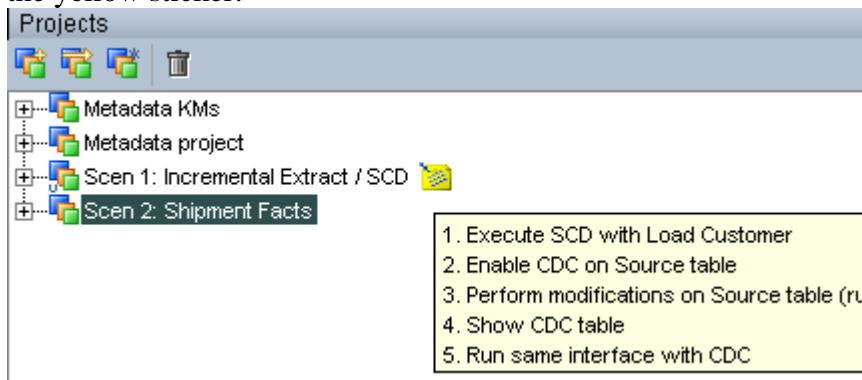 the yellow sticker.
Projects
Metadata KMs
Metadata project
Scen 1: Incremental Extract / SCD
Scen 2: Shipment Facts
1. Execute SCD with Load Customer
2. Enable CDC on Source table
3. Perform modifications on Source table (ru
4. Show CDC table
5. Run same interface with CDC